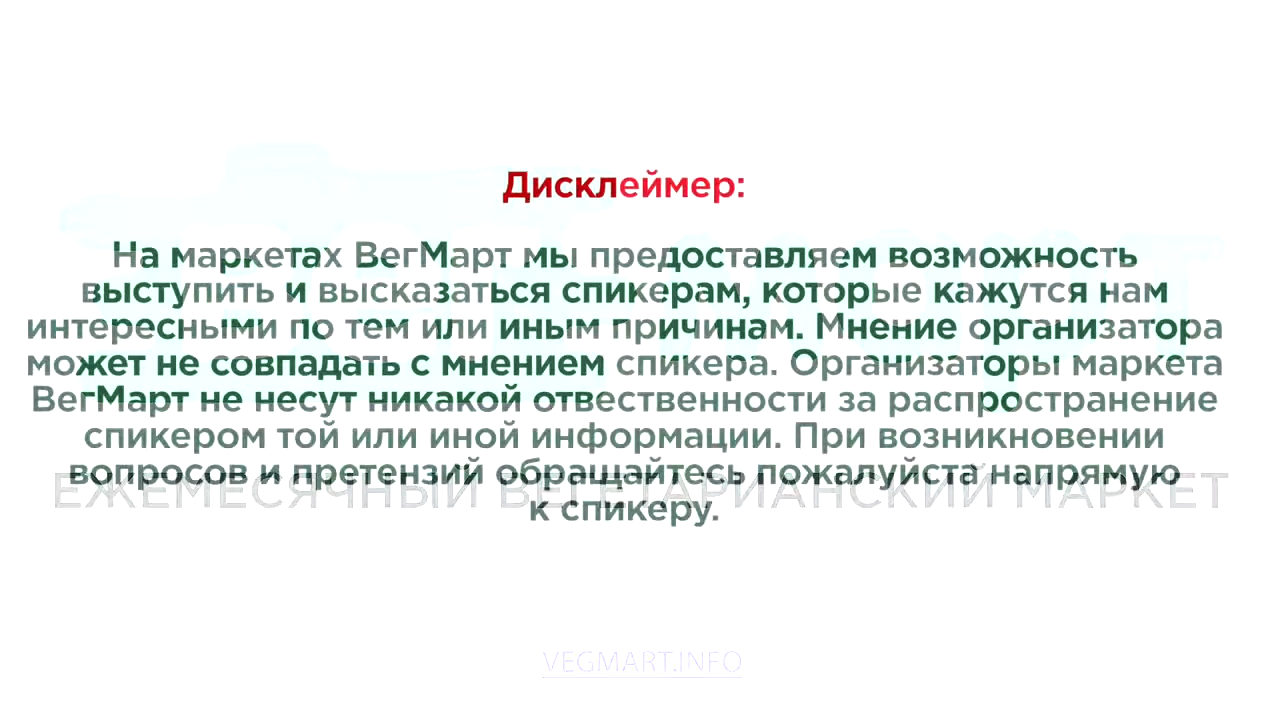 Дисклеймер:
На маркетах ВегМарт мы предоставляем возможность
выступить и высказаться спикерам, которые кажутся нам
интересными по тем или иным причинам. Мнение организатора
может не совпадать с мнением спикера. Организаторы маркета
ВегМарт не несут никакой отвественности за распространение
спикером той или иной информации. При возникновении
вопросов и претензий обращайтесь пожалуйста напрямую
ЕЖЕМЕСЯЧНЫЙ ВЕГЕТАРИАНСКИЙ МАРКЕТ
к спикеру.
VEGMART.INFO